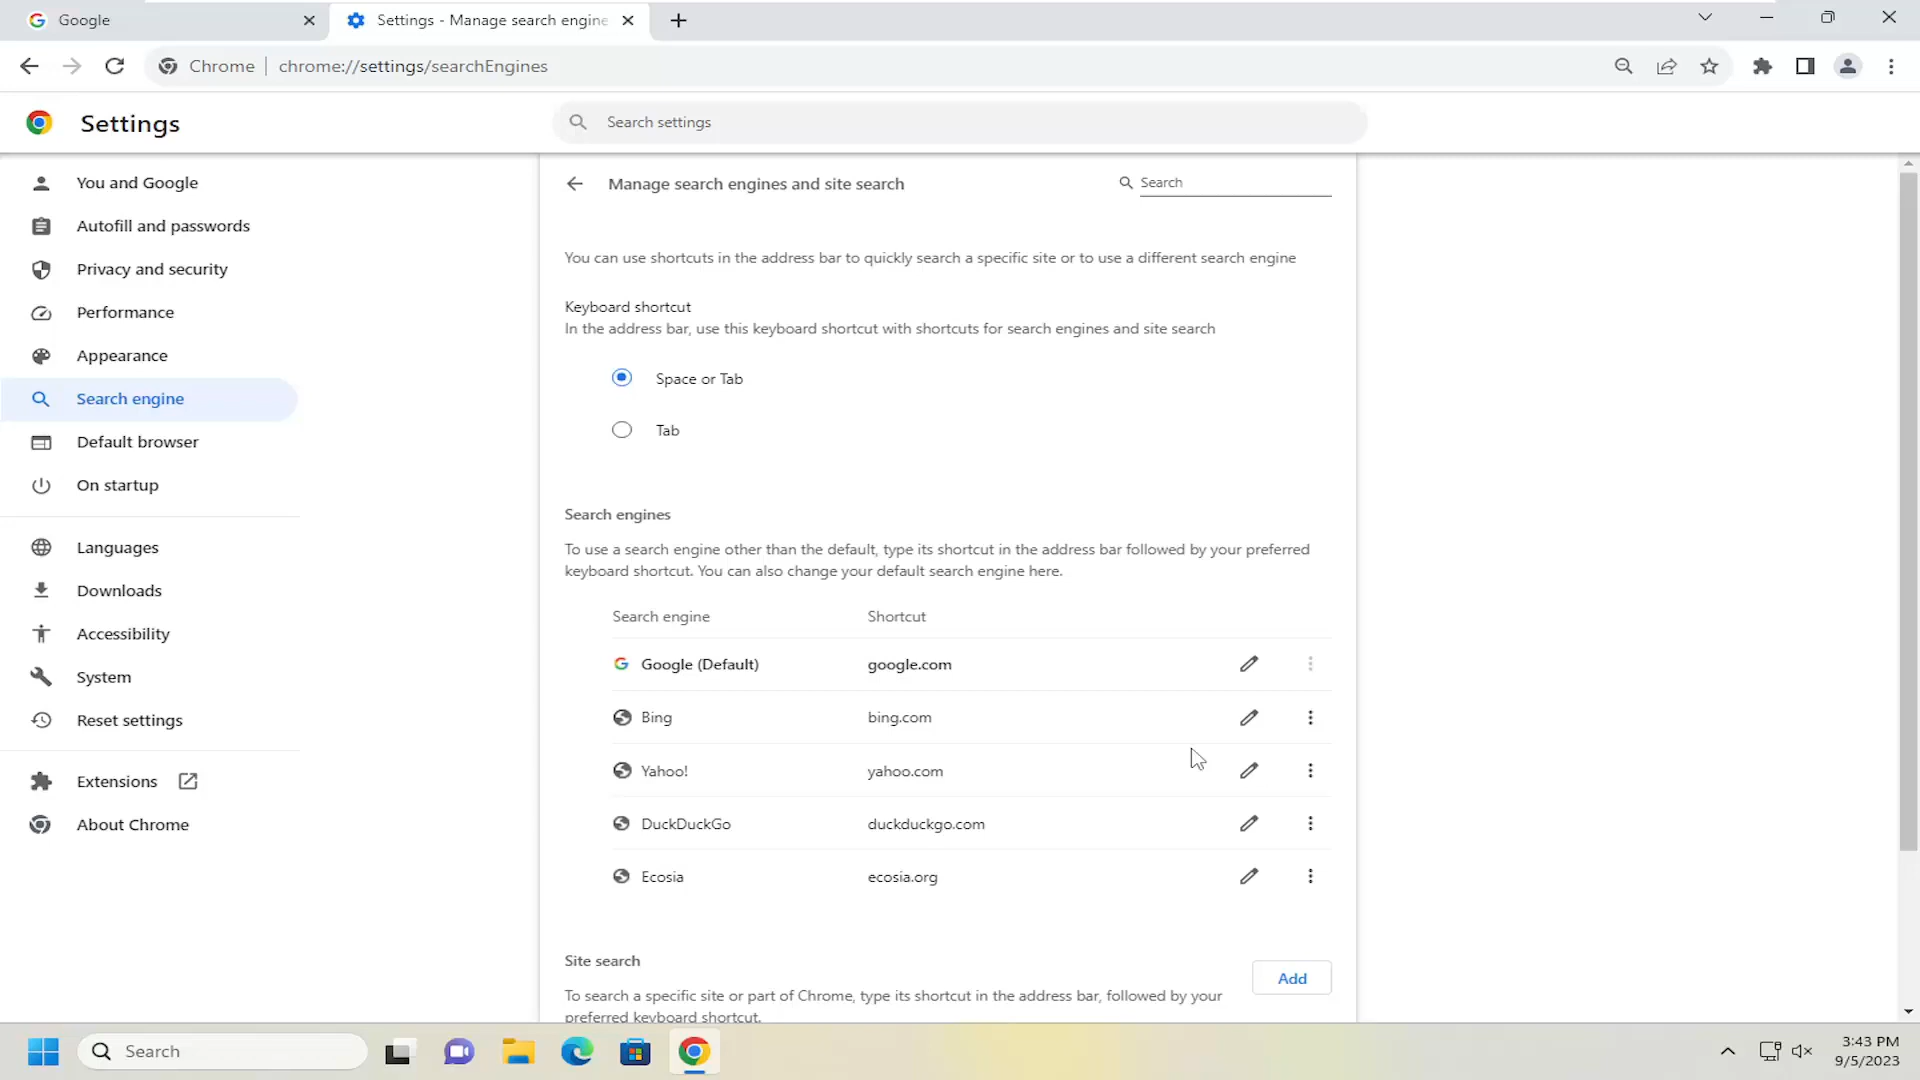 Google
Settings - Manage search engine
Chrome
chrome://settings/searchEngines
Settings
Search settings
You and Google
Autofill and passwords
Privacy and security
Performance
Appearance
Search engine
Default browser
On startup
Languages
Downloads
Accessibility
System
Reset settings
Extensions
About Chrome
Manage search engines and site search
Search
You can use shortcuts in the address bar to quickly search a specific site or to use a different search engine
Keyboard shortcut
In the address bar, use this keyboard shortcut with shortcuts for search engines and site search
Space or Tab
Tab
Search engines
To use a search engine other than the default, type its shortcut in the address bar followed by your preferred
keyboard shortcut. You can also change your default search engine here.
Search engine Shortcut
Google (Default) google.com
Bing bing.com
Yahoo! yahoo.com
DuckDuckGo duckduckgo.com
Ecosia ecosia.org
Site search
Add
To search a specific site or part of Chrome, type its shortcut in the address bar, followed by your
preferred keyboard shortcut.
Search
3:43 PM
9/5/2023